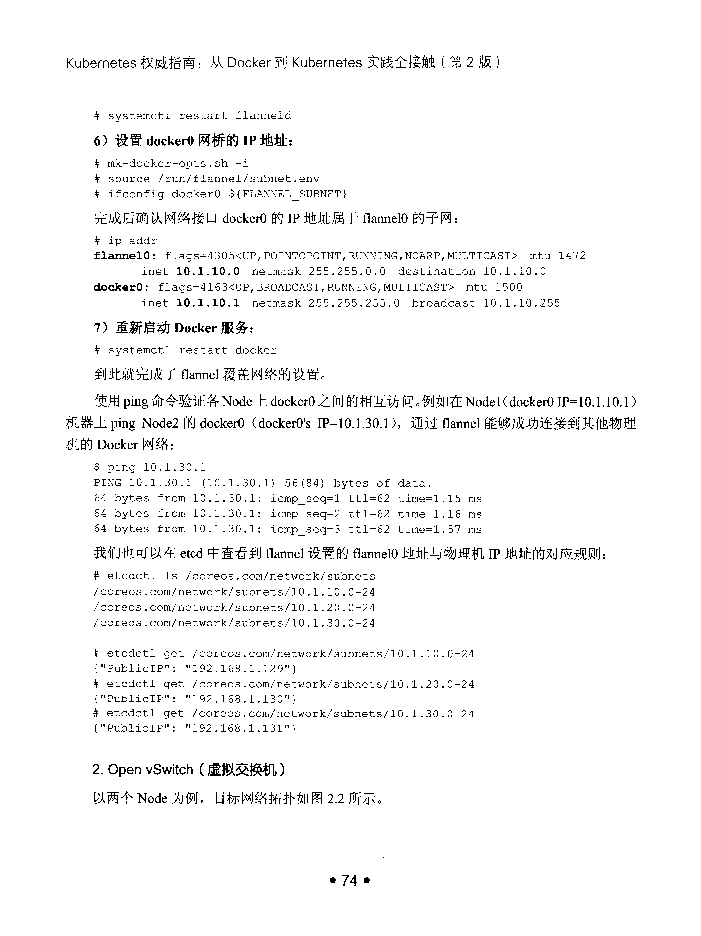 Kubernetes 权威指南：从 Docker 到 Kubernetes 实践全接触（第 2 版）
# systemctl restart flanneld
6）设置 docker0 网桥的 IP 地址：
# mk-docker-opts.sh -i
# source /run/flannel/subnet.env
# ifconfig docker0 ${FLANNEL_SUBNET}
完成后确认网络接口 docker0 的 IP 地址属于 flannel0 的子网：
# ip addr
flannel0: flags=4305<UP,POINTOPOINT,RUNNING,NOARP,MULTICAST> mtu 1472
inet 10.1.10.0 netmask 255.255.0.0 destination 10.1.10.0
docker0: flags=4163<UP,BROADCAST,RUNNING,MULTICAST> mtu 1500
inet 10.1.10.1 netmask 255.255.255.0 broadcast 10.1.10.255
7）重新启动 Docker 服务：
# systemctl restart docker
到此就完成了 flannel 覆盖网络的设置。
使用 ping 命令验证各 Node 上 docker0 之间的相互访问。例如在 Node1（docker0 IP=10.1.10.1）
机器上 ping Node2 的 docker0（docker0's IP=10.1.30.1），通过 flannel 能够成功连接到其他物理
机的 Docker 网络：
$ ping 10.1.30.1
PING 10.1.30.1 (10.1.30.1) 56(84) bytes of data.
64 bytes from 10.1.30.1: icmp_seq=1 ttl=62 time=1.15 ms
64 bytes from 10.1.30.1: icmp_seq=2 ttl=62 time=1.16 ms
64 bytes from 10.1.30.1: icmp_seq=3 ttl=62 time=1.57 ms
我们也可以在 etcd 中查看到 flannel 设置的 flannel0 地址与物理机 IP 地址的对应规则：
# etcdctl ls /coreos.com/network/subnets
/coreos.com/network/subnets/10.1.10.0-24
/coreos.com/network/subnets/10.1.20.0-24
/coreos.com/network/subnets/10.1.30.0-24
# etcdctl get /coreos.com/network/subnets/10.1.10.0-24
{"PublicIP": "192.168.1.129"}
# etcdctl get /coreos.com/network/subnets/10.1.20.0-24
{"PublicIP": "192.168.1.130"}
# etcdctl get /coreos.com/network/subnets/10.1.30.0-24
{"PublicIP": "192.168.1.131"}
2. Open vSwitch（虚拟交换机）
以两个 Node 为例，目标网络拓扑如图 2.2 所示。
• 74 •